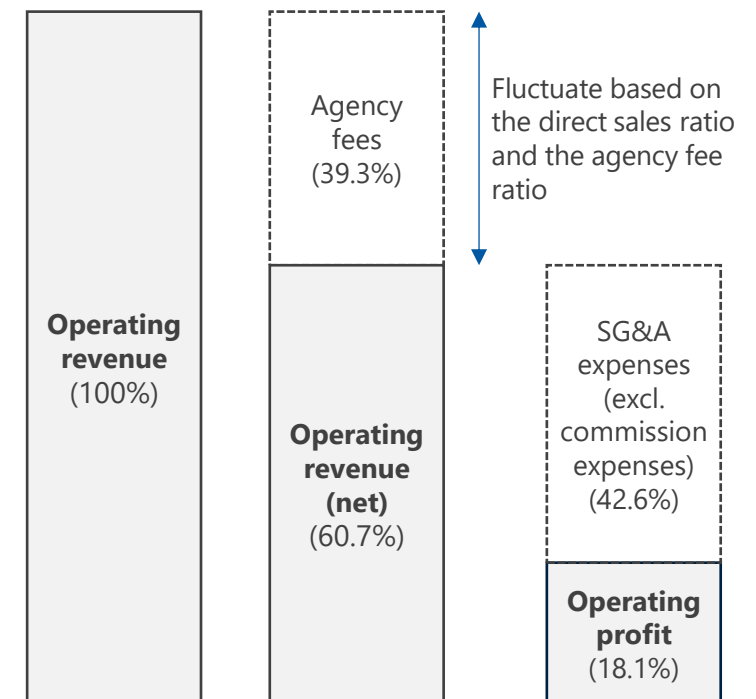 Operating
revenue
(100%)
Agency
fees
(39.3%)
Operating
revenue
(net)
(60.7%)
Fluctuate based on
the direct sales ratio
and the agency fee
ratio
SG&A
expenses
(excl.
commission
expenses)
(42.6%)
Operating
profit
(18.1%)